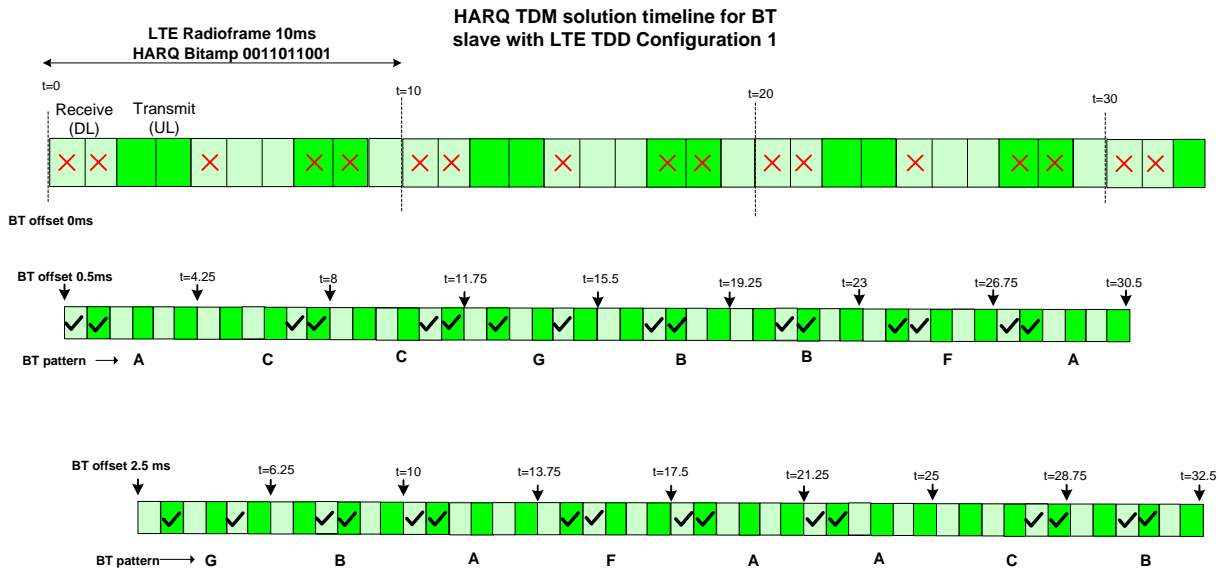 HARQ TDM solution timeline for BT
slave with LTE TDD Configuration 1
LTE Radioframe 10ms
HARQ Bitamp 0011011001
t=0
t=10
t=20
t=30
Receive
(DL)
Transmit
(UL)
BT offset 0ms
BT offset 0.5ms
t=4.25
t=8
t=11.75
t=15.5
t=19.25
t=23
t=26.75
t=30.5
BT pattern
A
C
C
G
B
B
F
A
BT offset 2.5 ms
t=6.25
t=10
t=13.75
t=17.5
t=21.25
t=25
t=28.75
t=32.5
BT pattern
G
B
A
F
A
A
C
B